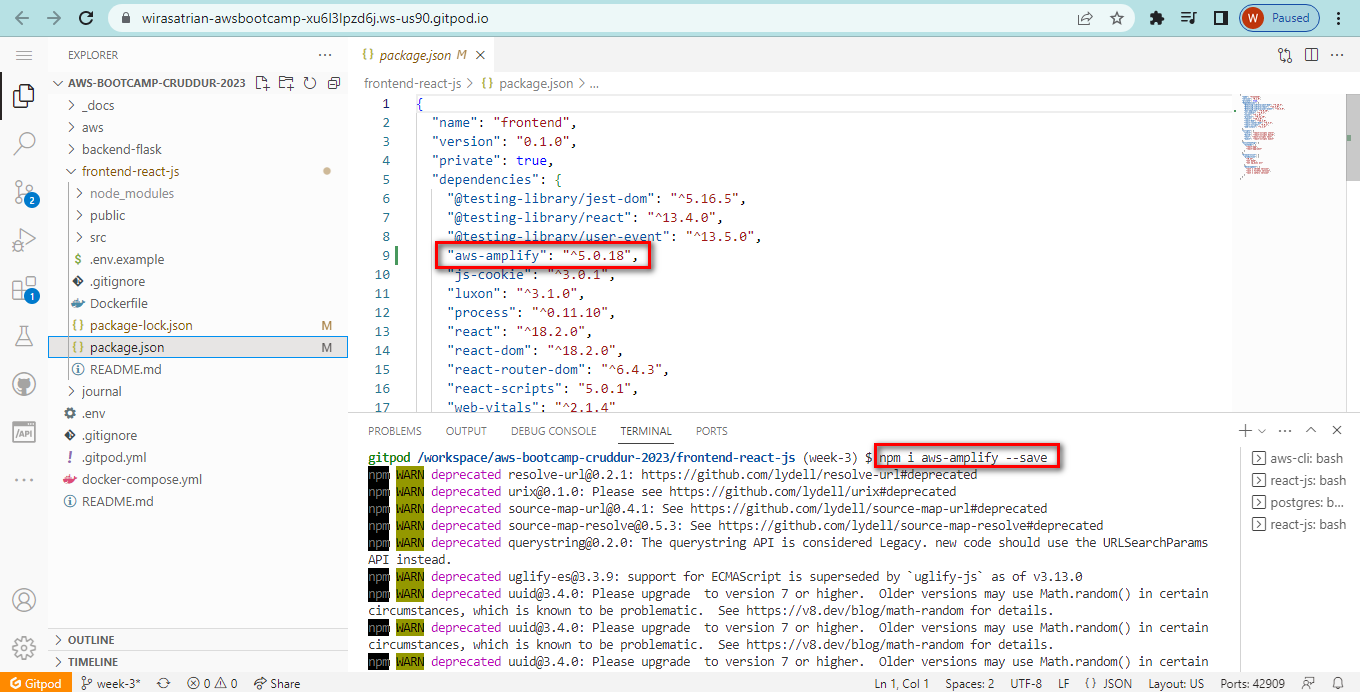 wirasatrian-awsbootcamp-xu6l3lpzd6j.ws-us90.gitpod.io
W Paused
EXPLORER
AWS-BOOTCAMP-CRUDDUR-2023
_docs
aws
backend-flask
frontend-react-js
node_modules
public
src
$ .env.example
.gitignore
Dockerfile
{} package-lock.json M
{} package.json M
README.md
journal
.env
.gitignore
! .gitpod.yml
docker-compose.yml
README.md
OUTLINE
TIMELINE
2
1
/API
{} package.json M
frontend-react-js > {} package.json > ...
1 {
2 "name": "frontend",
3 "version": "0.1.0",
4 "private": true,
5 "dependencies": {
6 "@testing-library/jest-dom": "^5.16.5",
7 "@testing-library/react": "^13.4.0",
8 "@testing-library/user-event": "^13.5.0",
9 "aws-amplify": "^5.0.18",
10 "js-cookie": "^3.0.1",
11 "luxon": "^3.1.0",
12 "process": "^0.11.10",
13 "react": "^18.2.0",
14 "react-dom": "^18.2.0",
15 "react-router-dom": "^6.4.3",
16 "react-scripts": "5.0.1",
17 "web-vitals": "^2.1.4"
PROBLEMS OUTPUT DEBUG CONSOLE TERMINAL PORTS
gitpod /workspace/aws-bootcamp-cruddur-2023/frontend-react-js (week-3) $ npm i aws-amplify --save
npm WARN deprecated resolve-url@0.2.1: https://github.com/lydell/resolve-url#deprecated
npm WARN deprecated urix@0.1.0: Please see https://github.com/lydell/urix#deprecated
npm WARN deprecated source-map-url@0.4.1: See https://github.com/lydell/source-map-url#deprecated
npm WARN deprecated source-map-resolve@0.5.3: See https://github.com/lydell/source-map-resolve#deprecated
npm WARN deprecated querystring@0.2.0: The querystring API is considered Legacy. new code should use the URLSearchParams
API instead.
npm WARN deprecated uglify-es@3.3.9: support for ECMAScript is superseded by `uglify-js` as of v3.13.0
npm WARN deprecated uuid@3.4.0: Please upgrade  to version 7 or higher.  Older versions may use Math.random() in certain
circumstances, which is known to be problematic.  See https://v8.dev/blog/math-random for details.
npm WARN deprecated uuid@3.4.0: Please upgrade  to version 7 or higher.  Older versions may use Math.random() in certain
circumstances, which is known to be problematic.  See https://v8.dev/blog/math-random for details.
npm WARN deprecated uuid@3.4.0: Please upgrade  to version 7 or higher.  Older versions may use Math.random() in certain
aws-cli: bash
react-js: bash
postgres: b...
react-js: bash
Gitpod week-3* 0 0 Share Ln 1, Col 1 Spaces: 2 UTF-8 LF {} JSON Layout: US Ports: 42909